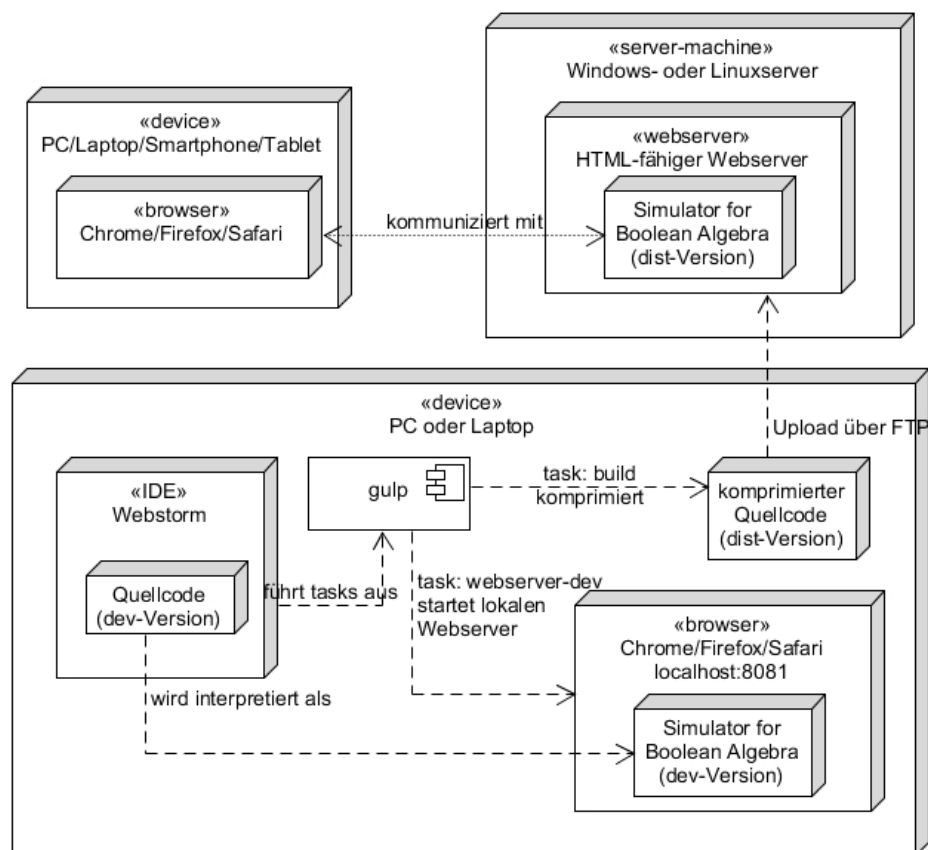 «server-machine»
Windows- oder Linuxserver
«device»
PC/Laptop/Smartphone/Tablet
«webserver»
HTML-fähiger Webserver
«browser»
Chrome/Firefox/Safari
kommuniziert mit
Simulator for
Boolean Algebra
(dist-Version)
«device»
PC oder Laptop
Upload über FTP
«IDE»
Webstorm
gulp
task: build
komprimiert
komprimierter
Quellcode
(dist-Version)
Quellcode
(dev-Version)
führt tasks aus
task: webserver-dev
startet lokalen
Webserver
«browser»
Chrome/Firefox/Safari
localhost:8081
wird interpretiert als
Simulator for
Boolean Algebra
(dev-Version)